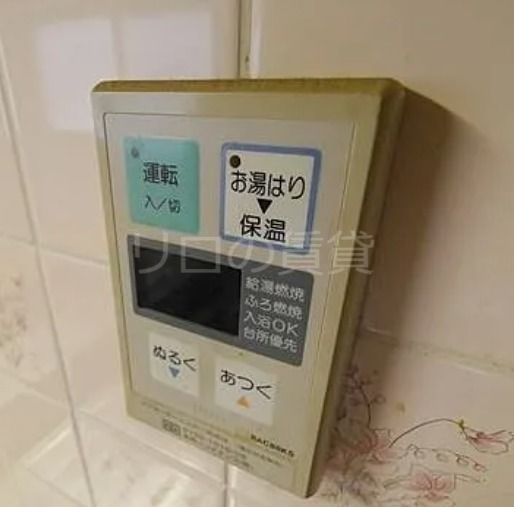 運転
入／切
お湯はり
▼
保温
リロの賃貸
給湯燃焼
ふろ燃焼
入浴OK
台所優先
ぬるく
▼
あつく
▲